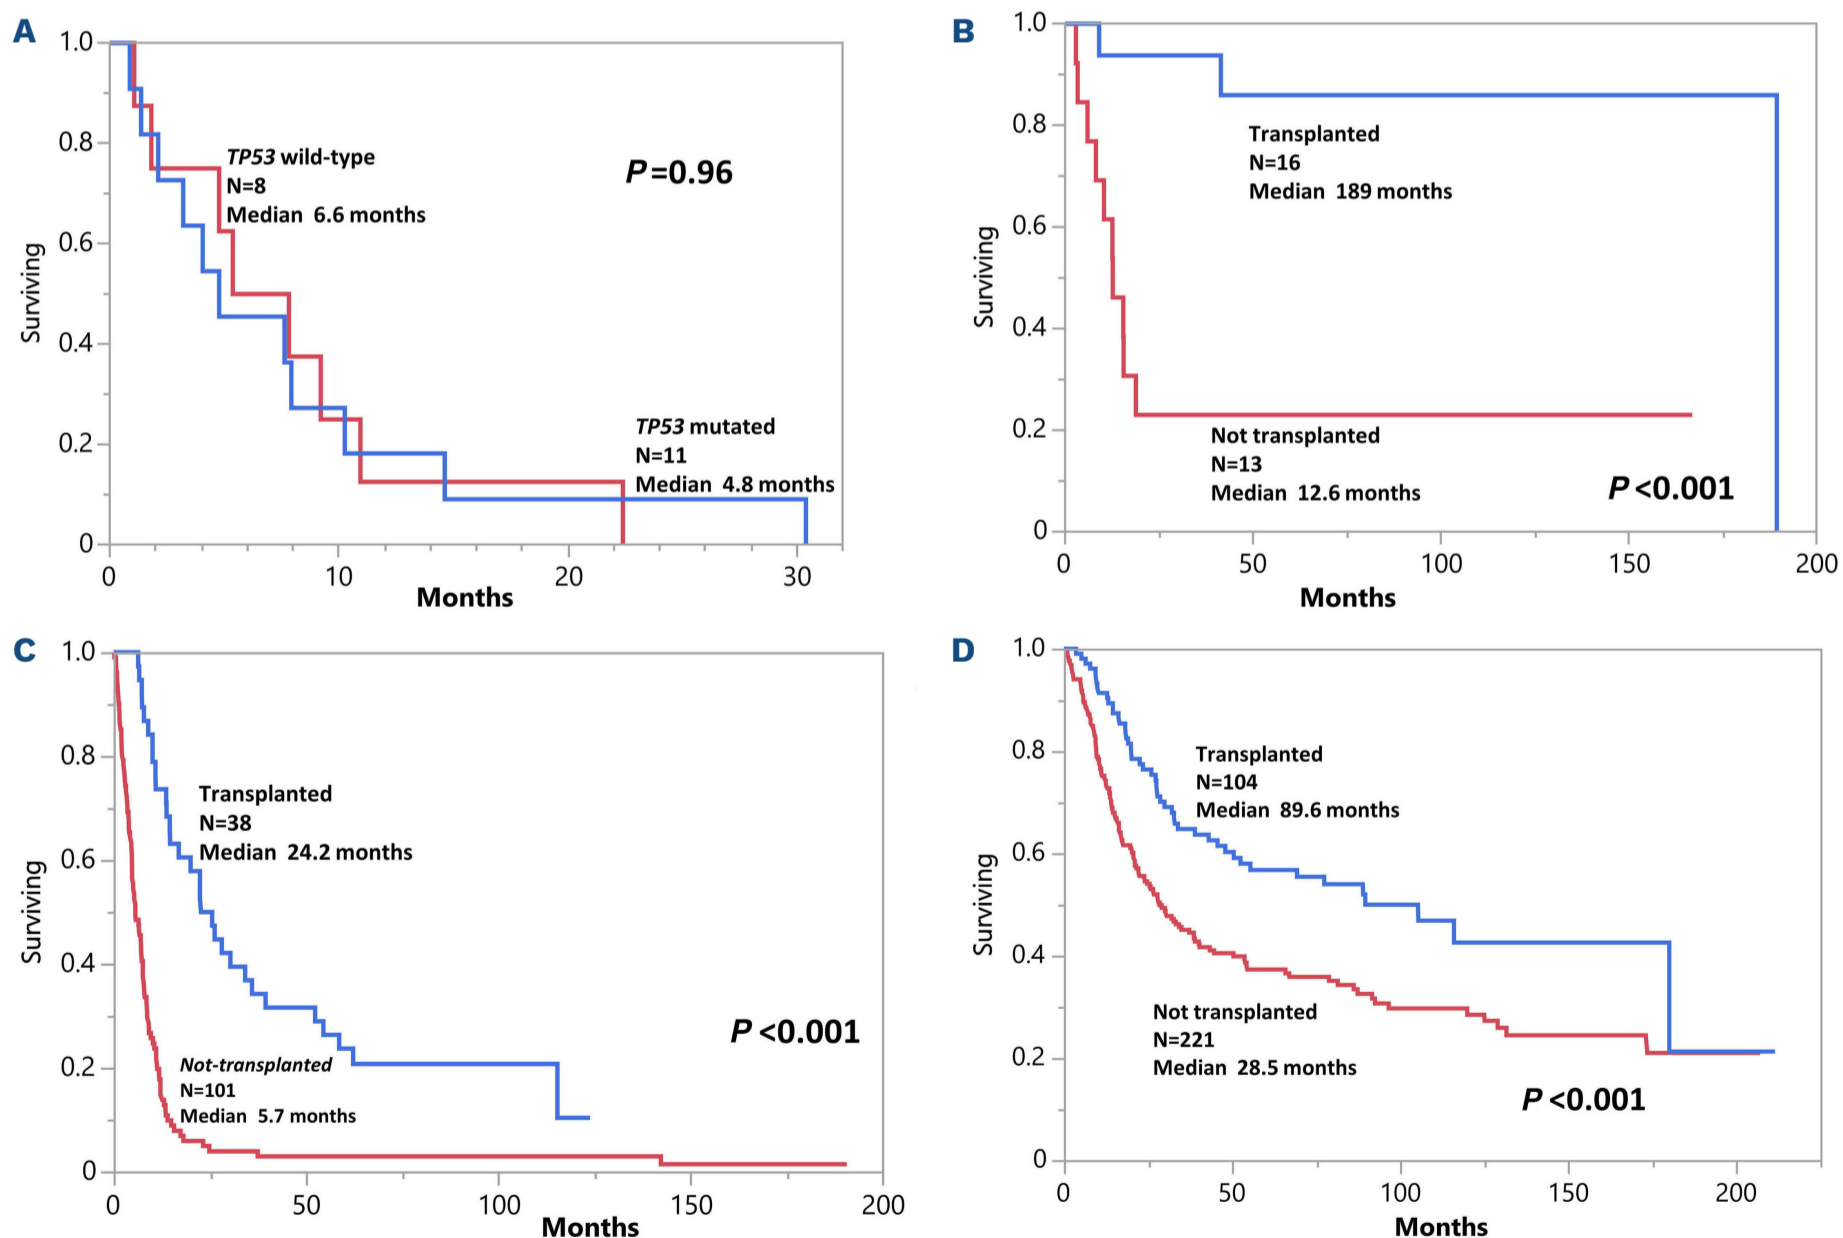 A
1.0
0.8
0.6
0.4
0.2
0
Surviving
TP53 wild-type
N=8
Median 6.6 months
P=0.96
TP53 mutated
N=11
Median 4.8 months
0 10 20 30
Months
B
1.0
0.8
0.6
0.4
0.2
0
Surviving
Transplanted
N=16
Median 189 months
Not transplanted
N=13
Median 12.6 months
P<0.001
0 50 100 150 200
Months
C
1.0
0.8
0.6
0.4
0.2
0
Surviving
Transplanted
N=38
Median 24.2 months
P<0.001
Not-transplanted
N=101
Median 5.7 months
0 50 100 150 200
Months
D
1.0
0.8
0.6
0.4
0.2
0
Surviving
Transplanted
N=104
Median 89.6 months
Not transplanted
N=221
Median 28.5 months
P<0.001
0 50 100 150 200
Months